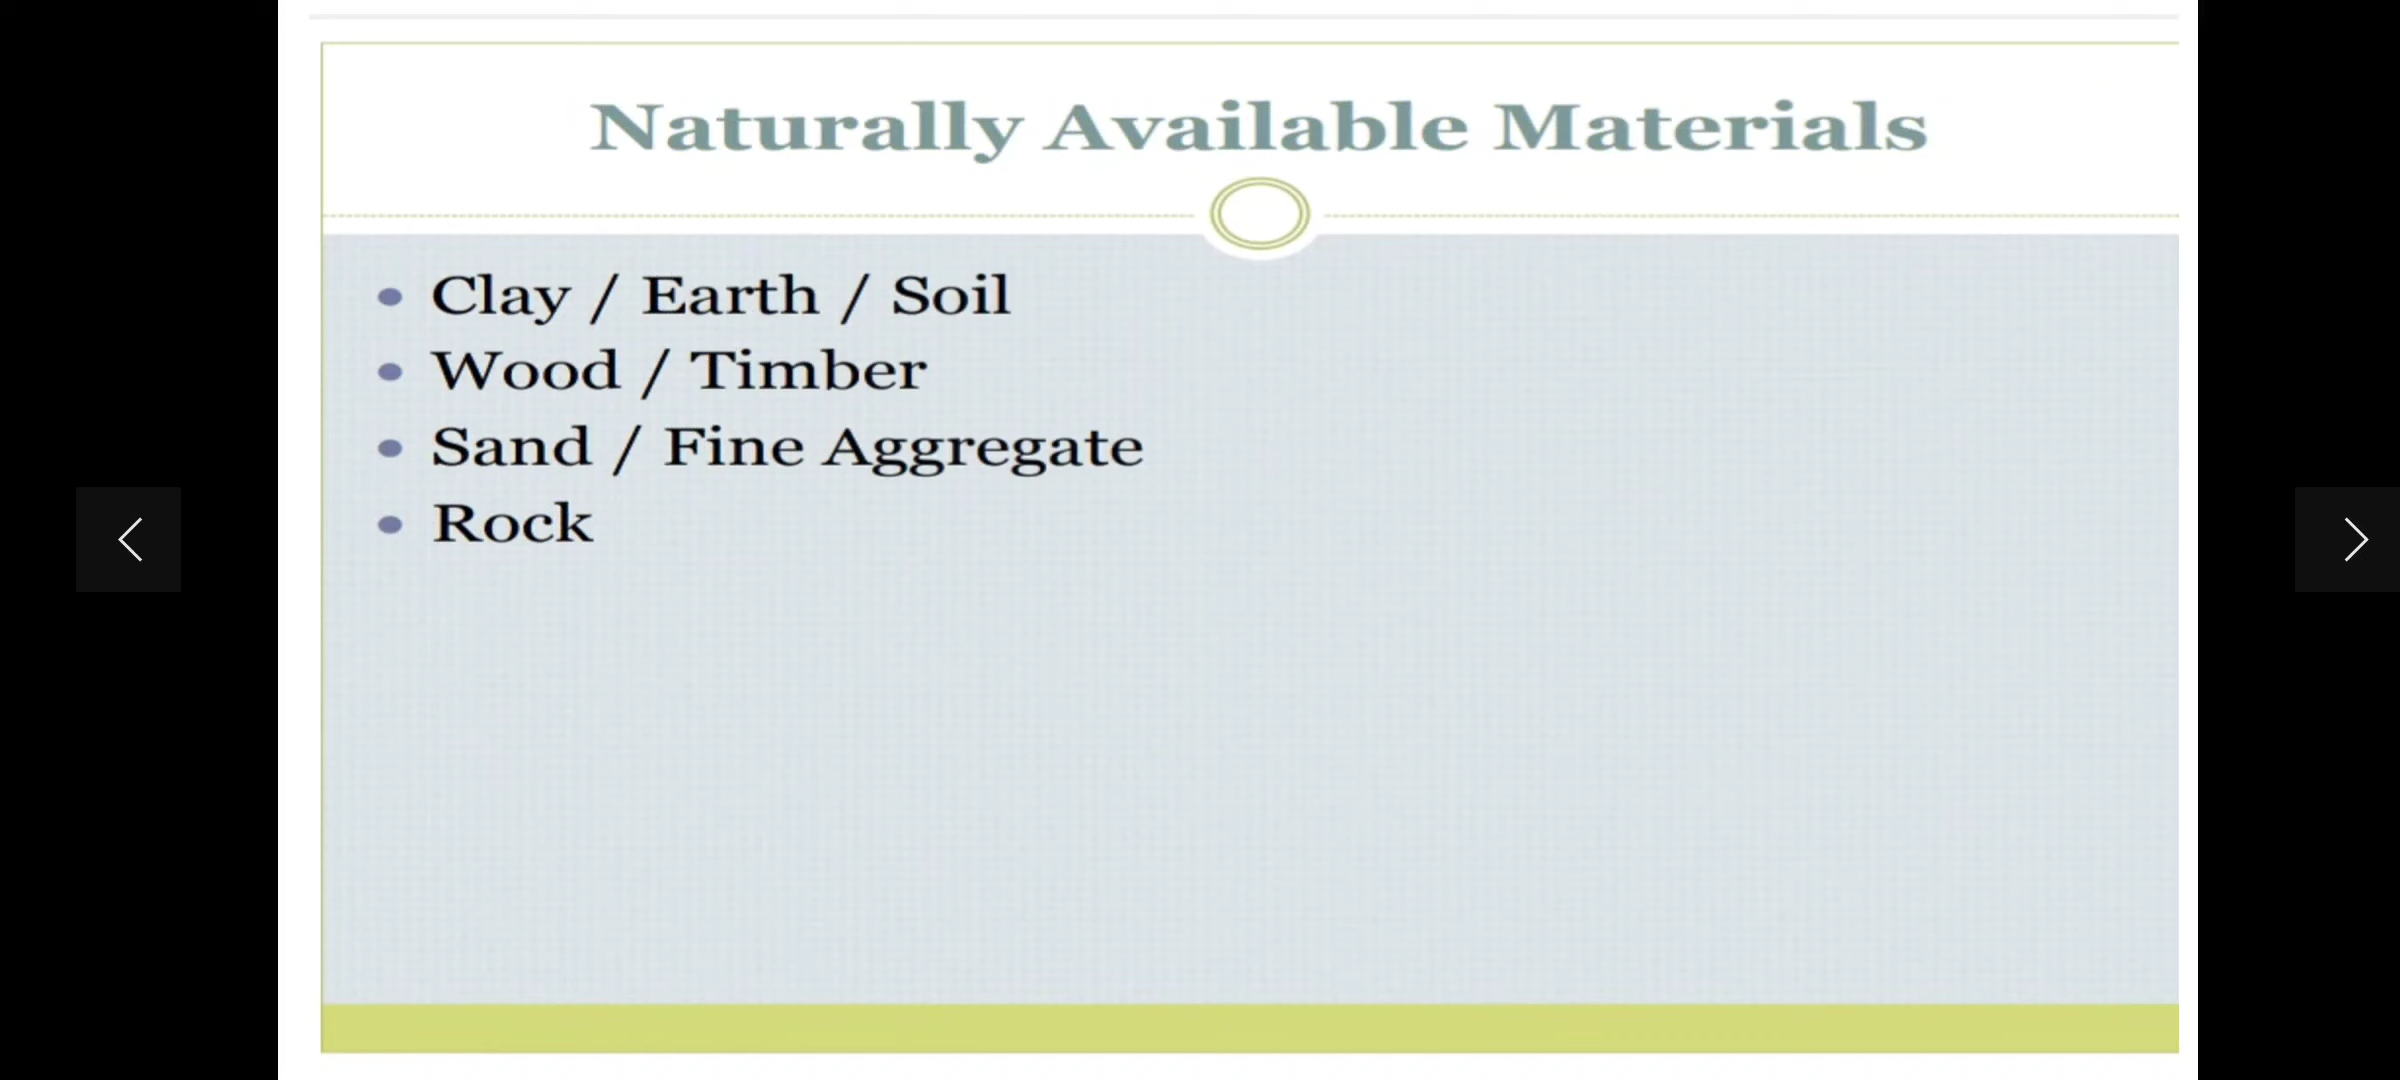 Naturally Available Materials
Clay / Earth / Soil
Wood / Timber
Sand / Fine Aggregate
Rock